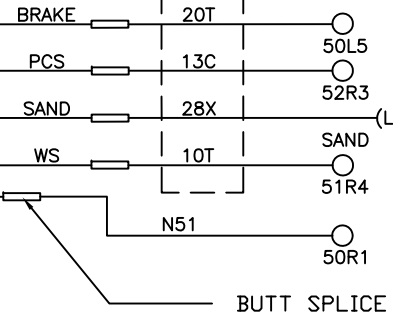 BRAKE 20T
50L5
PCS 13C
52R3
SAND 28X (L
SAND
WS 10T
51R4
N51
50R1
BUTT SPLICE